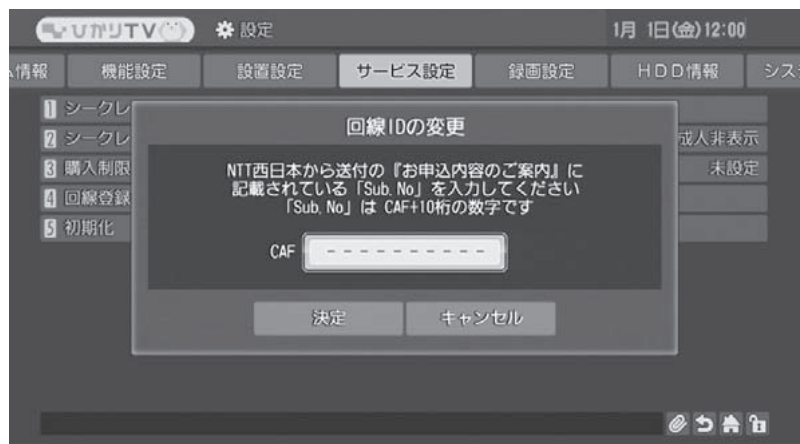 ひかりTV 設定 1月 1日(金)12:00
情報 機能設定 設置設定 サービス設定 録画設定 HDD情報 シス
1 シークレ
2 シークレ 成人非表示
3 購入制限 未設定
4 回線登録
5 初期化
回線IDの変更
NTT西日本から送付の『お申込内容のご案内』に
記載されている「Sub.No」を入力してください
「Sub.No」は CAF+10桁の数字です
CAF ----------
決定 キャンセル